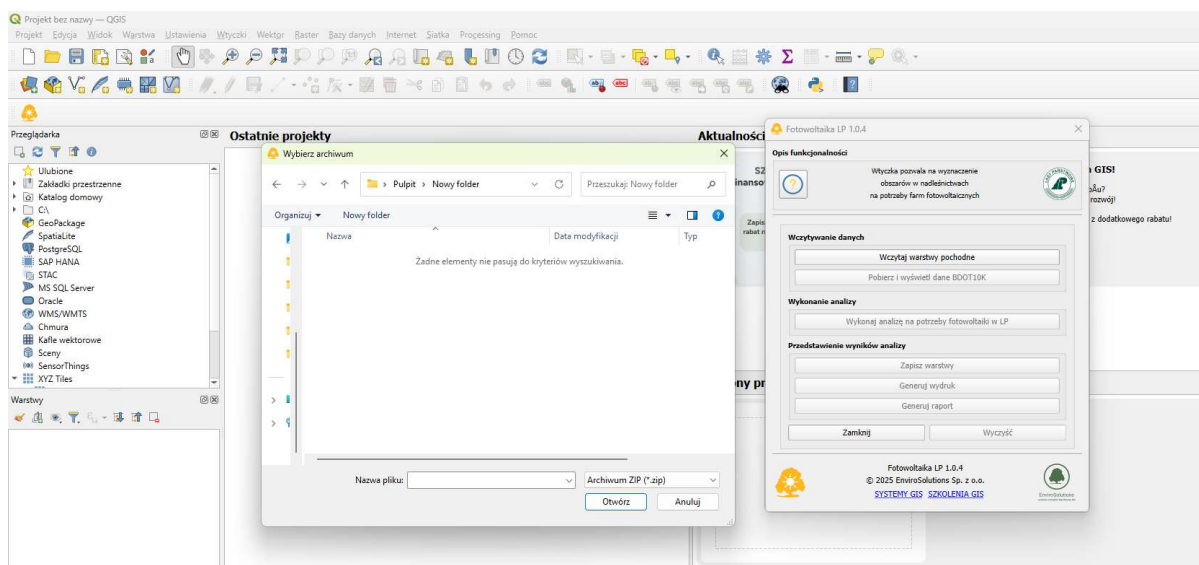 Projekt bez nazwy — QGIS
Projekt Edycja Widok Warstwa Ustawienia Wtyczki Wektor Raster Bazy danych Internet Siatka Processing Pomoc
Przeglądarka
Ulubione
Zakładki przestrzenne
Katalog domowy
C:\
GeoPackage
SpatiaLite
PostgreSQL
SAP HANA
STAC
MS SQL Server
Oracle
WMS/WMTS
Chmura
Kafle wektorowe
Sceny
SensorThings
XYZ Tiles
Warstwy
Ostatnie projekty
Wybierz archiwum
Pulpit > Nowy folder
Przeszukaj: Nowy folder
Organizuj
Nowy folder
Nazwa
Data modyfikacji
Typ
Żadne elementy nie pasują do kryteriów wyszukiwania.
Nazwa pliku:
Archiwum ZIP (*.zip)
Otwórz
Anuluj
Aktualności
SZ
inanso
Zapis
rabat n
ony pr
GIS!
rozwój!
z dodatkowego rabatu!
Fotowoltaika LP 1.0.4
Opis funkcjonalności
Wtyczka pozwala na wyznaczenie
obszarów w nadleśnictwach
na potrzeby farm fotowoltaicznych
Wczytywanie danych
Wczytaj warstwy pochodne
Pobierz i wyświetl dane BDOT10K
Wykonanie analizy
Wykonaj analizę na potrzeby fotowoltaiki w LP
Przedstawienie wyników analizy
Zapisz warstwy
Generuj wydruk
Generuj raport
Zamknij
Wyczyść
Fotowoltaika LP 1.0.4
© 2025 EnviroSolutions Sp. z o.o.
SYSTEMY GIS SZKOLENIA GIS
EnviroSolutions